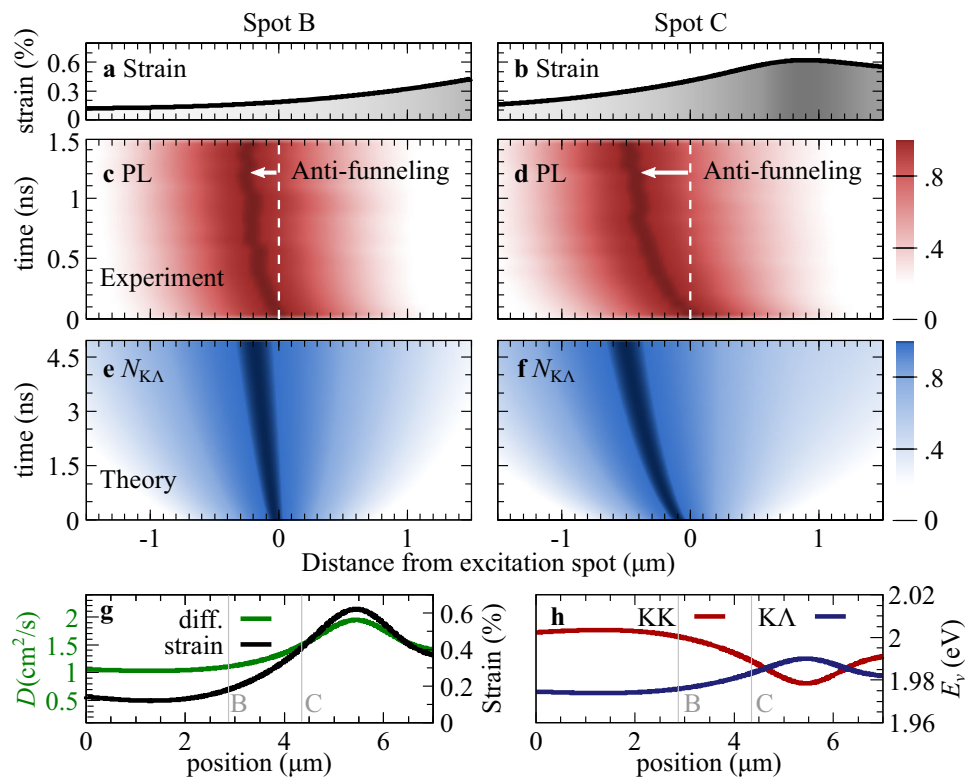 Spot B
Spot C
strain (%)
0.6
0.3
0
a Strain
b Strain
time (ns)
1.5
1
0.5
0
c PL
Anti-funneling
Experiment
d PL
Anti-funneling
.8
.4
0
time (ns)
4.5
3
1.5
0
e NKΛ
Theory
f NKΛ
.8
.4
0
-1
0
1
-1
0
1
Distance from excitation spot (μm)
D(cm²/s)
2
1.5
1
0.5
g
diff.
strain
B
C
0.6
0.4
0.2
0
Strain (%)
0
2
4
6
position (μm)
h
KK
KΛ
B
C
2.02
2
1.98
1.96
Eν (eV)
0
2
4
6
position (μm)